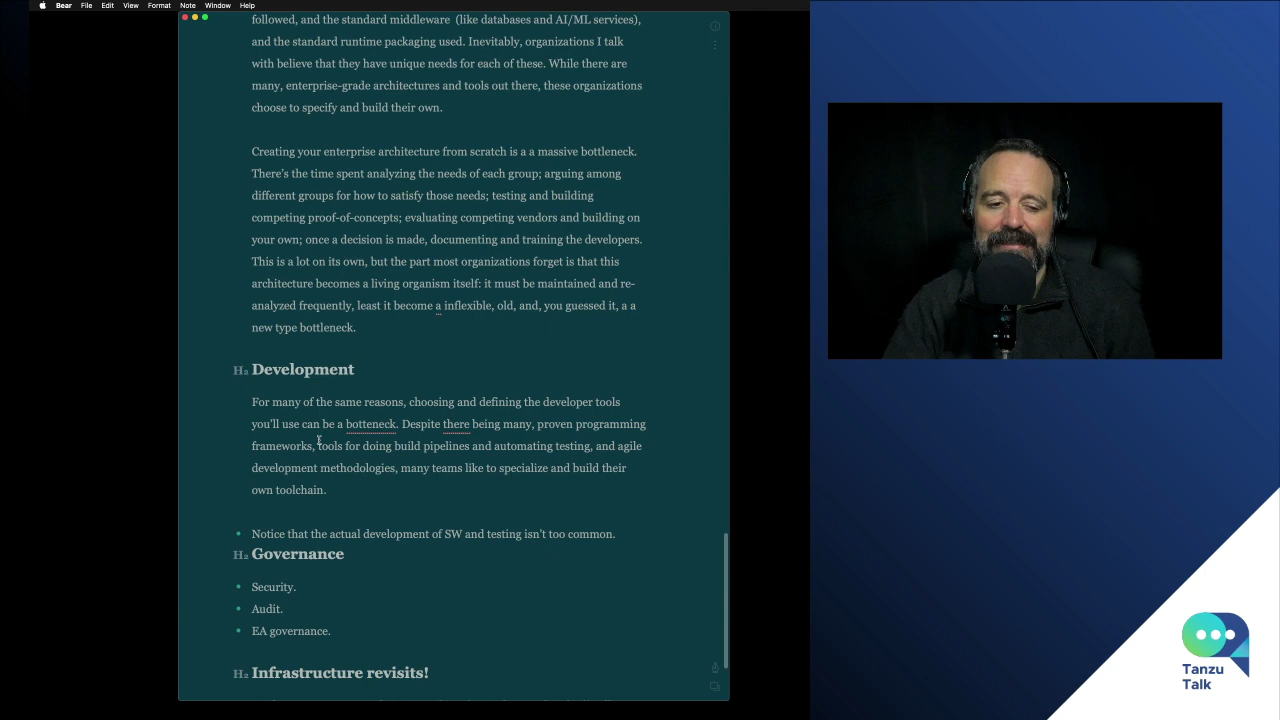 Bear File Edit View Format Note Window Help
followed, and the standard middleware (like databases and AI/ML services),
and the standard runtime packaging used. Inevitably, organizations I talk
with believe that they have unique needs for each of these. While there are
many, enterprise-grade architectures and tools out there, these organizations
choose to specify and build their own.
Creating your enterprise architecture from scratch is a a massive bottleneck.
There's the time spent analyzing the needs of each group; arguing among
different groups for how to satisfy those needs; testing and building
competing proof-of-concepts; evaluating competing vendors and building on
your own; once a decision is made, documenting and training the developers.
This is a lot on its own, but the part most organizations forget is that this
architecture becomes a living organism itself: it must be maintained and re-
analyzed frequently, least it become a inflexible, old, and, you guessed it, a a
new type bottleneck.
H2 Development
For many of the same reasons, choosing and defining the developer tools
you'll use can be a botteneck. Despite there being many, proven programming
frameworks, tools for doing build pipelines and automating testing, and agile
development methodologies, many teams like to specialize and build their
own toolchain.
• Notice that the actual development of SW and testing isn't too common.
H2 Governance
• Security.
• Audit.
• EA governance.
H2 Infrastructure revisits!
Tanzu
Talk